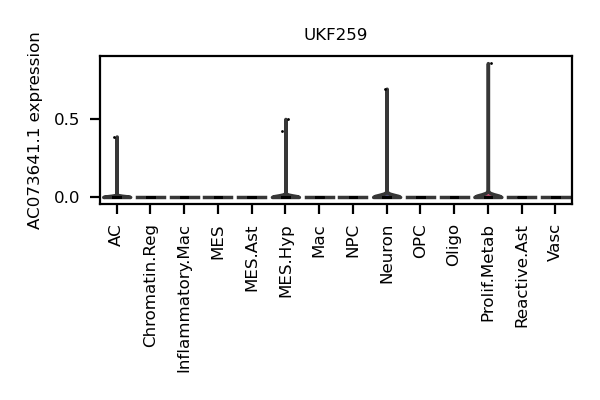 UKF259
AC073641.1 expression
0.5
0.0
AC
Chromatin.Reg
Inflammatory.Mac
MES
MES.Ast
MES.Hyp
Mac
NPC
Neuron
OPC
Oligo
Prolif.Metab
Reactive.Ast
Vasc